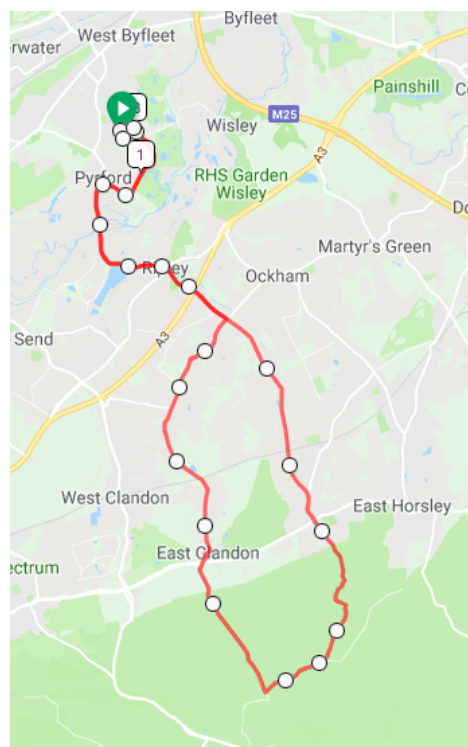 Byfleet
West Byfleet
erwater
Painshill
M25
Wisley
A3
1
Pyrford
RHS Garden
Wisley
Do
Martyr's Green
Ripley
Ockham
A3
Send
West Clandon
East Horsley
East Clandon
ectrum